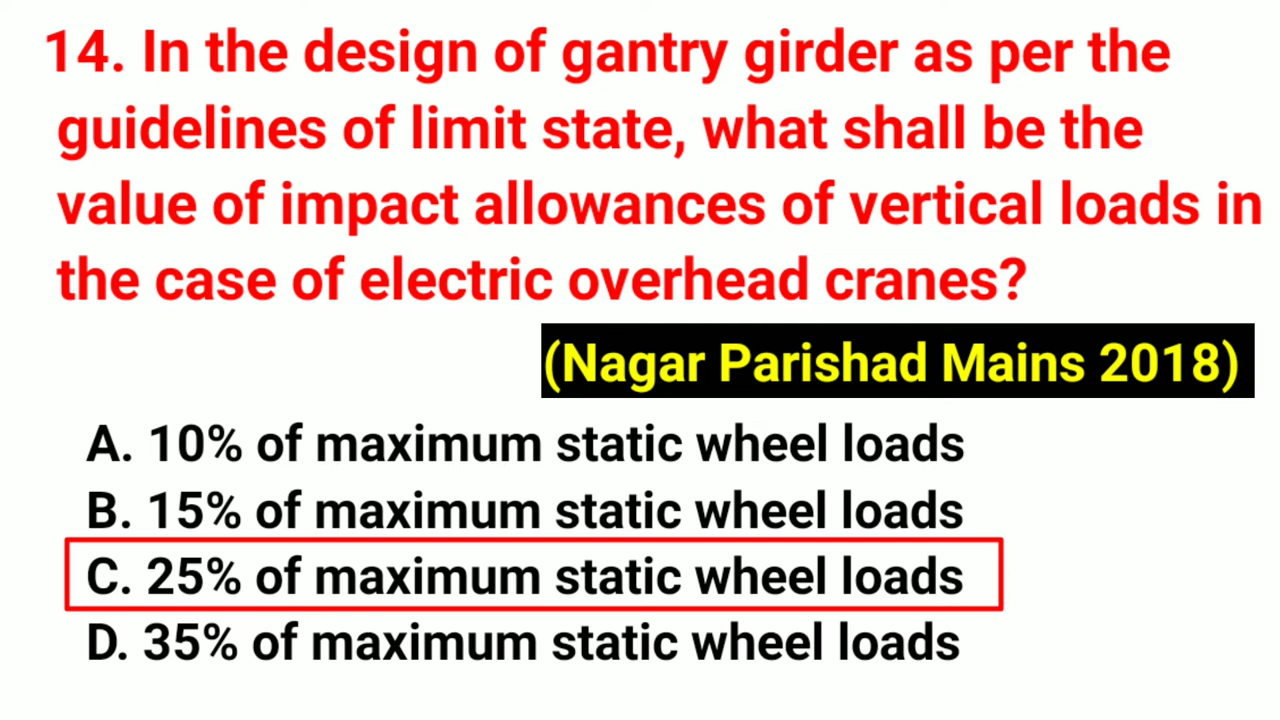 14. In the design of gantry girder as per the
guidelines of limit state, what shall be the
value of impact allowances of vertical loads in
the case of electric overhead cranes?
(Nagar Parishad Mains 2018)
A. 10% of maximum static wheel loads
B. 15% of maximum static wheel loads
C. 25% of maximum static wheel loads
D. 35% of maximum static wheel loads